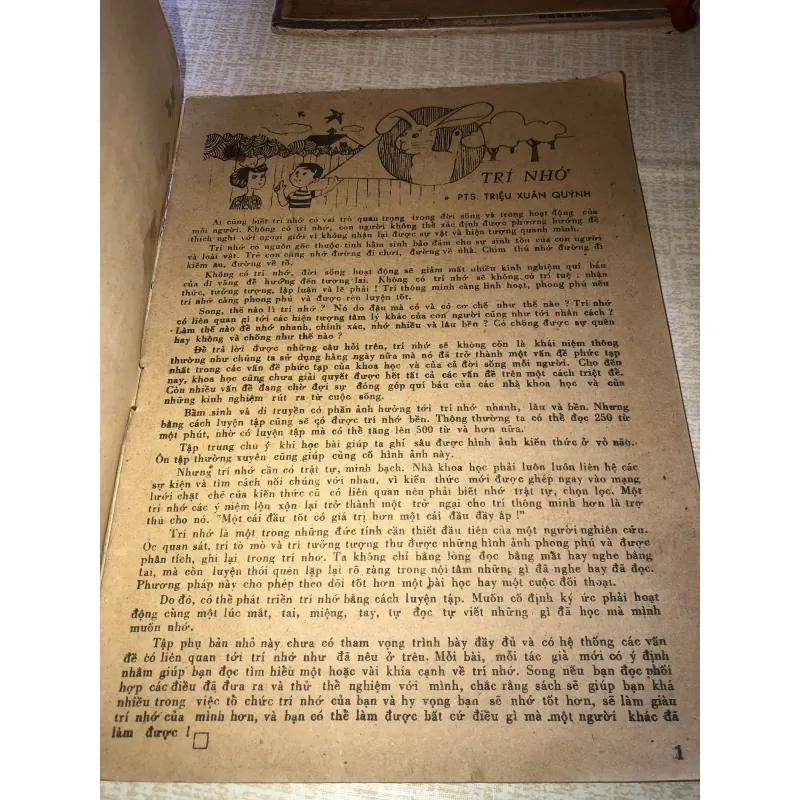 TRÍ NHỚ
PTS. TRIỆU XUÂN QUỲNH
Ai cũng biết trí nhớ có vai trò quan trọng trong đời sống và trong hoạt động của
mỗi người. Không có trí nhớ, con người không thể xác định được phương hướng để
thích nghi với ngoại giới vì không nhận lại được sự vật và hiện tượng quanh mình.
Trí nhớ có nguồn gốc thuộc tính bẩm sinh bảo đảm cho sự sinh tồn của con người
và loài vật. Trẻ con cũng nhớ đường đi chơi, đường về nhà. Chim thú nhớ đường đi
kiếm ăn, đường về tổ.
Không có trí nhớ, đời sống hoạt động sẽ giảm mất nhiều kinh nghiệm quí báu
của dĩ vãng để hướng đến tương lai. Không có trí nhớ sẽ không có trí tuệ : nhận
thức, tưởng tượng, lập luận và lẽ phải ! Trí thông minh càng linh hoạt, phong phú nếu
trí nhớ càng phong phú và được rèn luyện tốt.
Song, thế nào là trí nhớ ? Nó do đâu mà có và có cơ chế như thế nào ? Trí nhớ
có liên quan gì tới các hiện tượng tâm lý khác của con người cũng như tới nhân cách ?
Làm thế nào để nhớ nhanh, chính xác, nhớ nhiều và lâu bền ? Có chống được sự quên
hay không và chống như thế nào ?
Để trả lời được những câu hỏi trên, trí nhớ sẽ không còn là khái niệm thông
thường như chúng ta sử dụng hàng ngày nữa mà nó đã trở thành một vấn đề phức tạp
nhất trong các vấn đề phức tạp của khoa học và của cả đời sống mỗi người. Cho đến
nay, khoa học cũng chưa giải quyết được hết tất cả các vấn đề trên một cách triệt để.
Còn nhiều vấn đề đang chờ đợi sự đóng góp quí báu của các nhà khoa học và của
những kinh nghiệm rút ra từ cuộc sống.
Bẩm sinh và di truyền có phần ảnh hưởng tới trí nhớ nhanh, lâu và bền. Nhưng
bằng cách luyện tập cũng sẽ có được trí nhớ bền. Thông thường ta có thể đọc 250 từ
một phút, nhờ có luyện tập mà có thể tăng lên 500 từ và hơn nữa.
Tập trung chú ý khi học bài giúp ta ghi sâu được hình ảnh kiến thức ở vỏ não.
Ôn tập thường xuyên cũng giúp củng cố hình ảnh này.
Nhưng trí nhớ cần có trật tự, minh bạch. Nhà khoa học phải luôn luôn liên hệ các
sự kiện và tìm cách nối chúng với nhau, vì kiến thức mới được ghép ngay vào mạng
lưới chặt chẽ của kiến thức cũ có liên quan nên phải biết nhớ trật tự, chọn lọc. Một
trí nhớ các ý niệm lộn xộn lại trở thành một trở ngại cho trí thông minh hơn là trợ
thủ cho nó. "Một cái đầu tốt có giá trị hơn một cái đầu đầy ắp !"
Trí nhớ là một trong những đức tính cần thiết đầu tiên của một người nghiên cứu.
Óc quan sát, trí tò mò và trí tưởng tượng thu được những hình ảnh phong phú và được
phân tích, ghi lại trong trí nhớ. Ta không chỉ bằng lòng đọc bằng mắt hay nghe bằng
tai, mà còn luyện thói quen lặp lại rõ ràng trong nội tâm những gì đã nghe hay đã đọc.
Phương pháp này cho phép theo dõi tốt hơn một bài học hay một cuộc đối thoại.
Do đó, có thể phát triển trí nhớ bằng cách luyện tập. Muốn cố định ký ức phải hoạt
động cùng một lúc mắt, tai, miệng, tay, tự đọc tự viết những gì đã học mà mình
muốn nhớ.
Tập phụ bản nhỏ này chưa có tham vọng trình bày đầy đủ và có hệ thống các vấn
đề có liên quan tới trí nhớ như đã nêu ở trên. Mỗi bài, mỗi tác giả mới có ý định
nhằm giúp bạn đọc tìm hiểu một hoặc vài khía cạnh về trí nhớ. Song nếu bạn đọc phối
hợp các điều đã đưa ra và thử thể nghiệm với mình, chắc rằng sách sẽ giúp bạn khá
nhiều trong việc tổ chức trí nhớ của bạn và hy vọng bạn sẽ nhớ tốt hơn, sẽ làm giàu
trí nhớ của mình hơn, và bạn có thể làm được bất cứ điều gì mà một người khác đã
làm được !
1